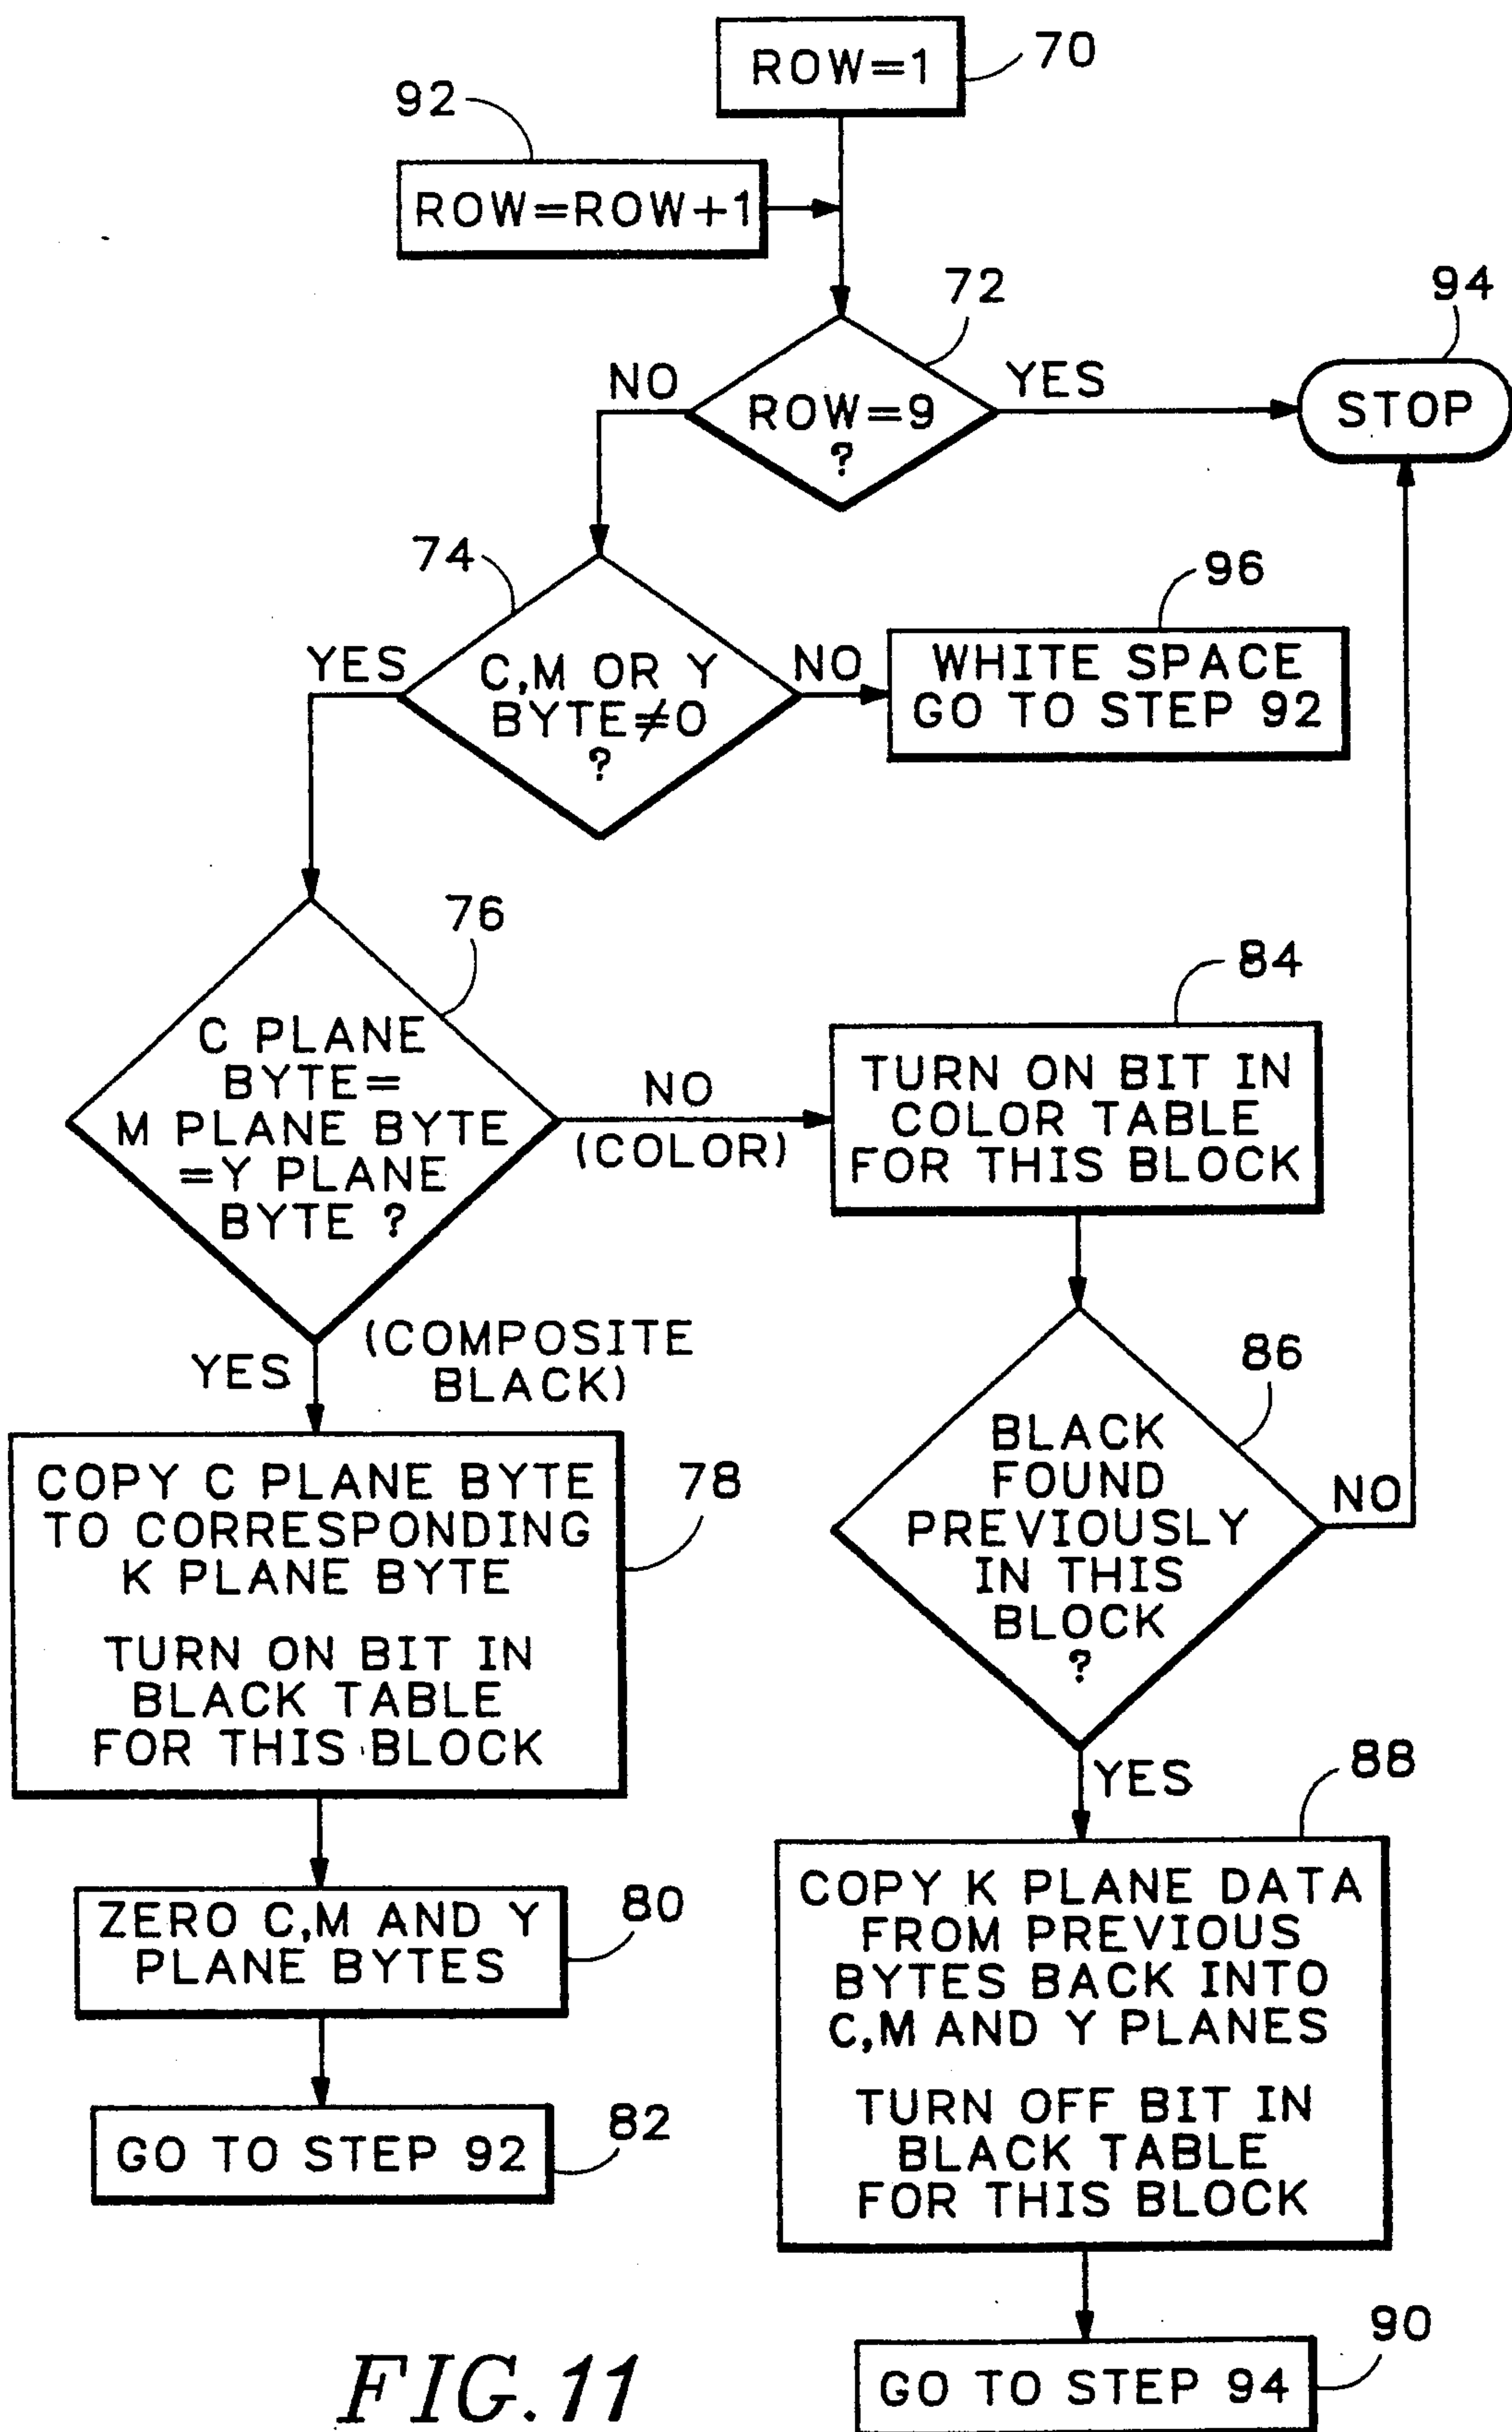 ROW=1
70
92
ROW=ROW+1
72
94
NO
YES
ROW=9
?
STOP
74
96
YES
C,M OR Y
BYTE≠0
?
NO
WHITE SPACE
GO TO STEP 92
76
84
C PLANE
BYTE=
M PLANE BYTE
=Y PLANE
BYTE ?
NO
(COLOR)
TURN ON BIT IN
COLOR TABLE
FOR THIS BLOCK
YES
(COMPOSITE
BLACK)
86
BLACK
FOUND
PREVIOUSLY
IN THIS
BLOCK
?
NO
COPY C PLANE BYTE
TO CORRESPONDING
K PLANE BYTE
TURN ON BIT IN
BLACK TABLE
FOR THIS BLOCK
78
YES
88
ZERO C,M AND Y
PLANE BYTES
80
COPY K PLANE DATA
FROM PREVIOUS
BYTES BACK INTO
C,M AND Y PLANES
TURN OFF BIT IN
BLACK TABLE
FOR THIS BLOCK
GO TO STEP 92
82
GO TO STEP 94
90
FIG.11